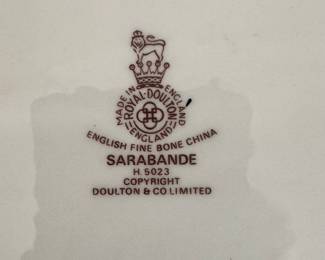 MADE IN ENGLAND
ROYAL·DOULTON
ENGLAND
ENGLISH FINE BONE CHINA
SARABANDE
H. 5023
COPYRIGHT
DOULTON & CO LIMITED